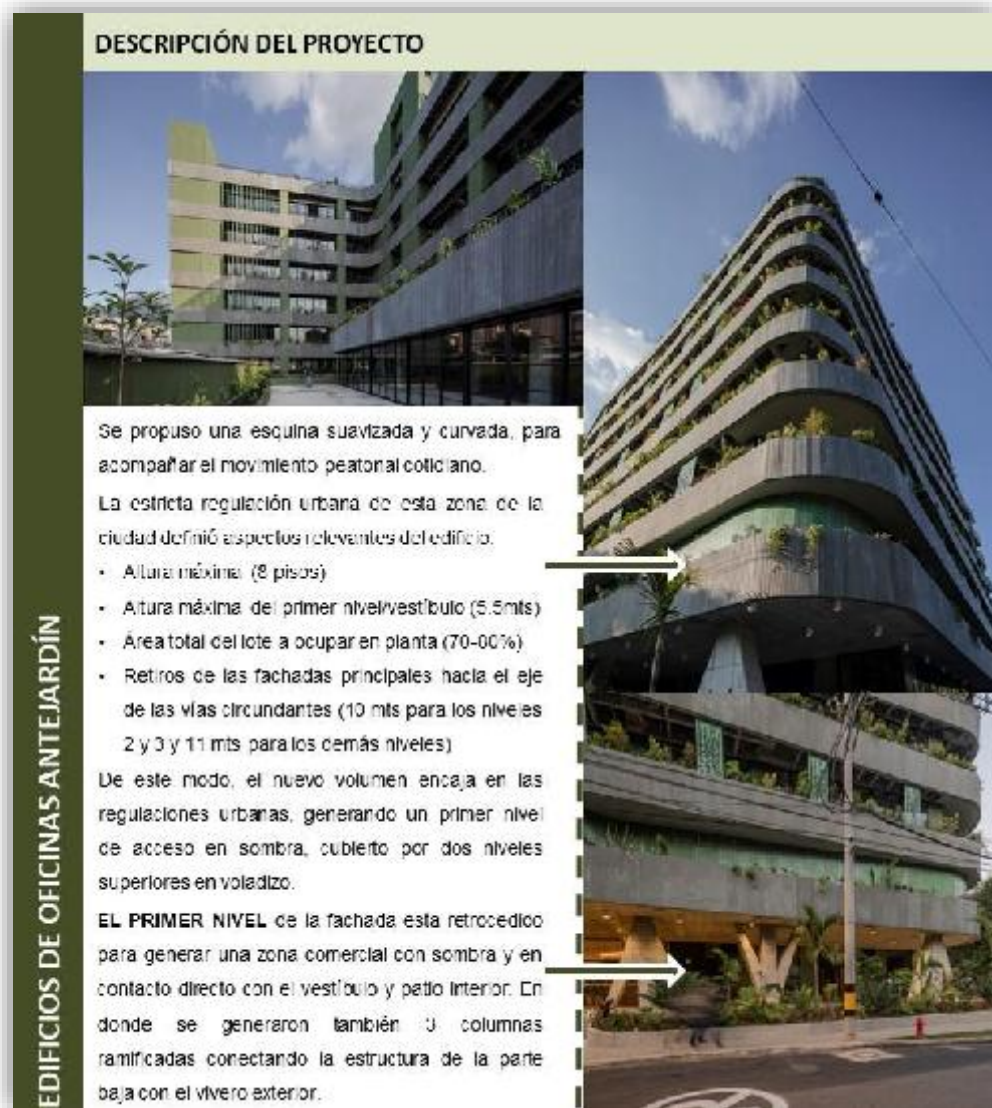 DESCRIPCIÓN DEL PROYECTO
Se propuso una esquina suavizada y curvada, para
acompañar el movimiento peatonal cotidiano.
La estricta regulación urbana de esta zona de la
ciudad definió aspectos relevantes del edificio.
• Altura máxima (8 pisos)
• Altura máxima del primer nivel/vestíbulo (5.5mts)
• Área total del lote a ocupar en planta (70-80%)
• Retiros de las fachadas principales hacia el eje
de las vías circundantes (10 mts para los niveles
2 y 3 y 11 mts para los demás niveles)
De este modo, el nuevo volumen encaja en las
regulaciones urbanas, generando un primer nivel
de acceso en sombra, cubierto por dos niveles
superiores en voladizo.
EL PRIMER NIVEL de la fachada esta retrocedico
para generar una zona comercial con sombra y en
contacto directo con el vestíbulo y patio interior. En
donde se generaron también 3 columnas
ramificadas conectando la estructura de la parte
baja con el vivero exterior.
EDIFICIOS DE OFICINAS ANTEJARDÍN